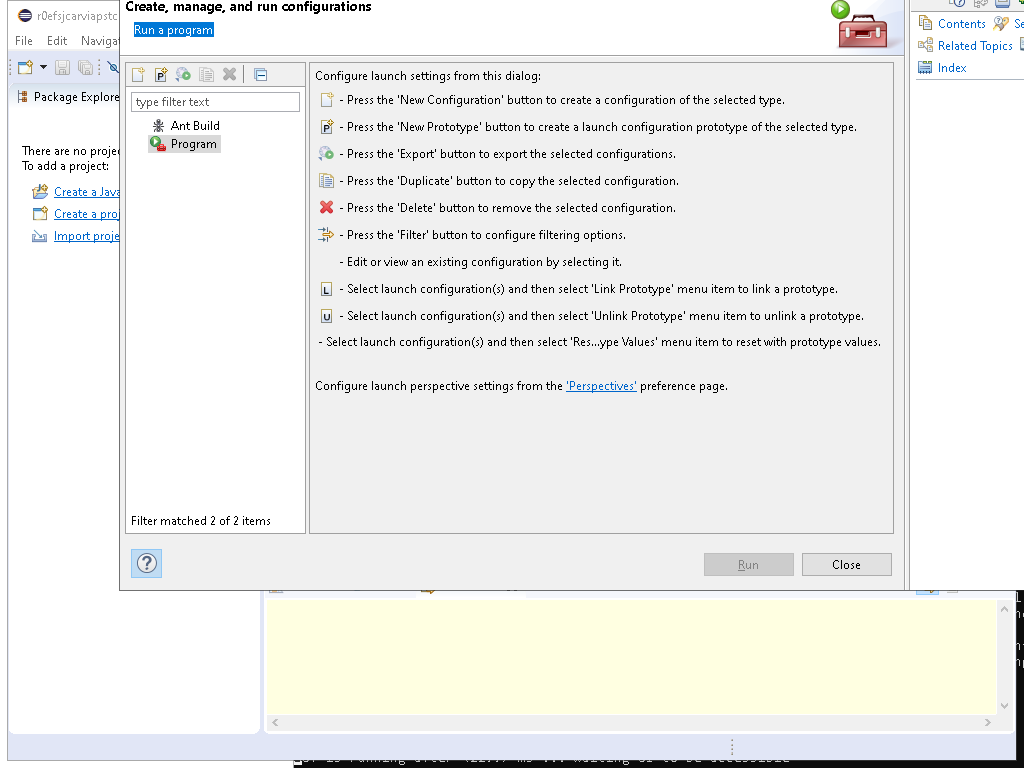 Create, manage, and run configurations
Run a program
r0efsjcarviapstc
File Edit Navigat
Package Explore
There are no projec
To add a project:
Create a Java
Create a proj
Import proje
type filter text
Ant Build
Program
Filter matched 2 of 2 items
Configure launch settings from this dialog:
- Press the 'New Configuration' button to create a configuration of the selected type.
P - Press the 'New Prototype' button to create a launch configuration prototype of the selected type.
- Press the 'Export' button to export the selected configurations.
- Press the 'Duplicate' button to copy the selected configuration.
- Press the 'Delete' button to remove the selected configuration.
- Press the 'Filter' button to configure filtering options.
- Edit or view an existing configuration by selecting it.
L - Select launch configuration(s) and then select 'Link Prototype' menu item to link a prototype.
U - Select launch configuration(s) and then select 'Unlink Prototype' menu item to unlink a prototype.
- Select launch configuration(s) and then select 'Res...ype Values' menu item to reset with prototype values.
Configure launch perspective settings from the 'Perspectives' preference page.
?
Run
Close
Contents Se
Related Topics
Index